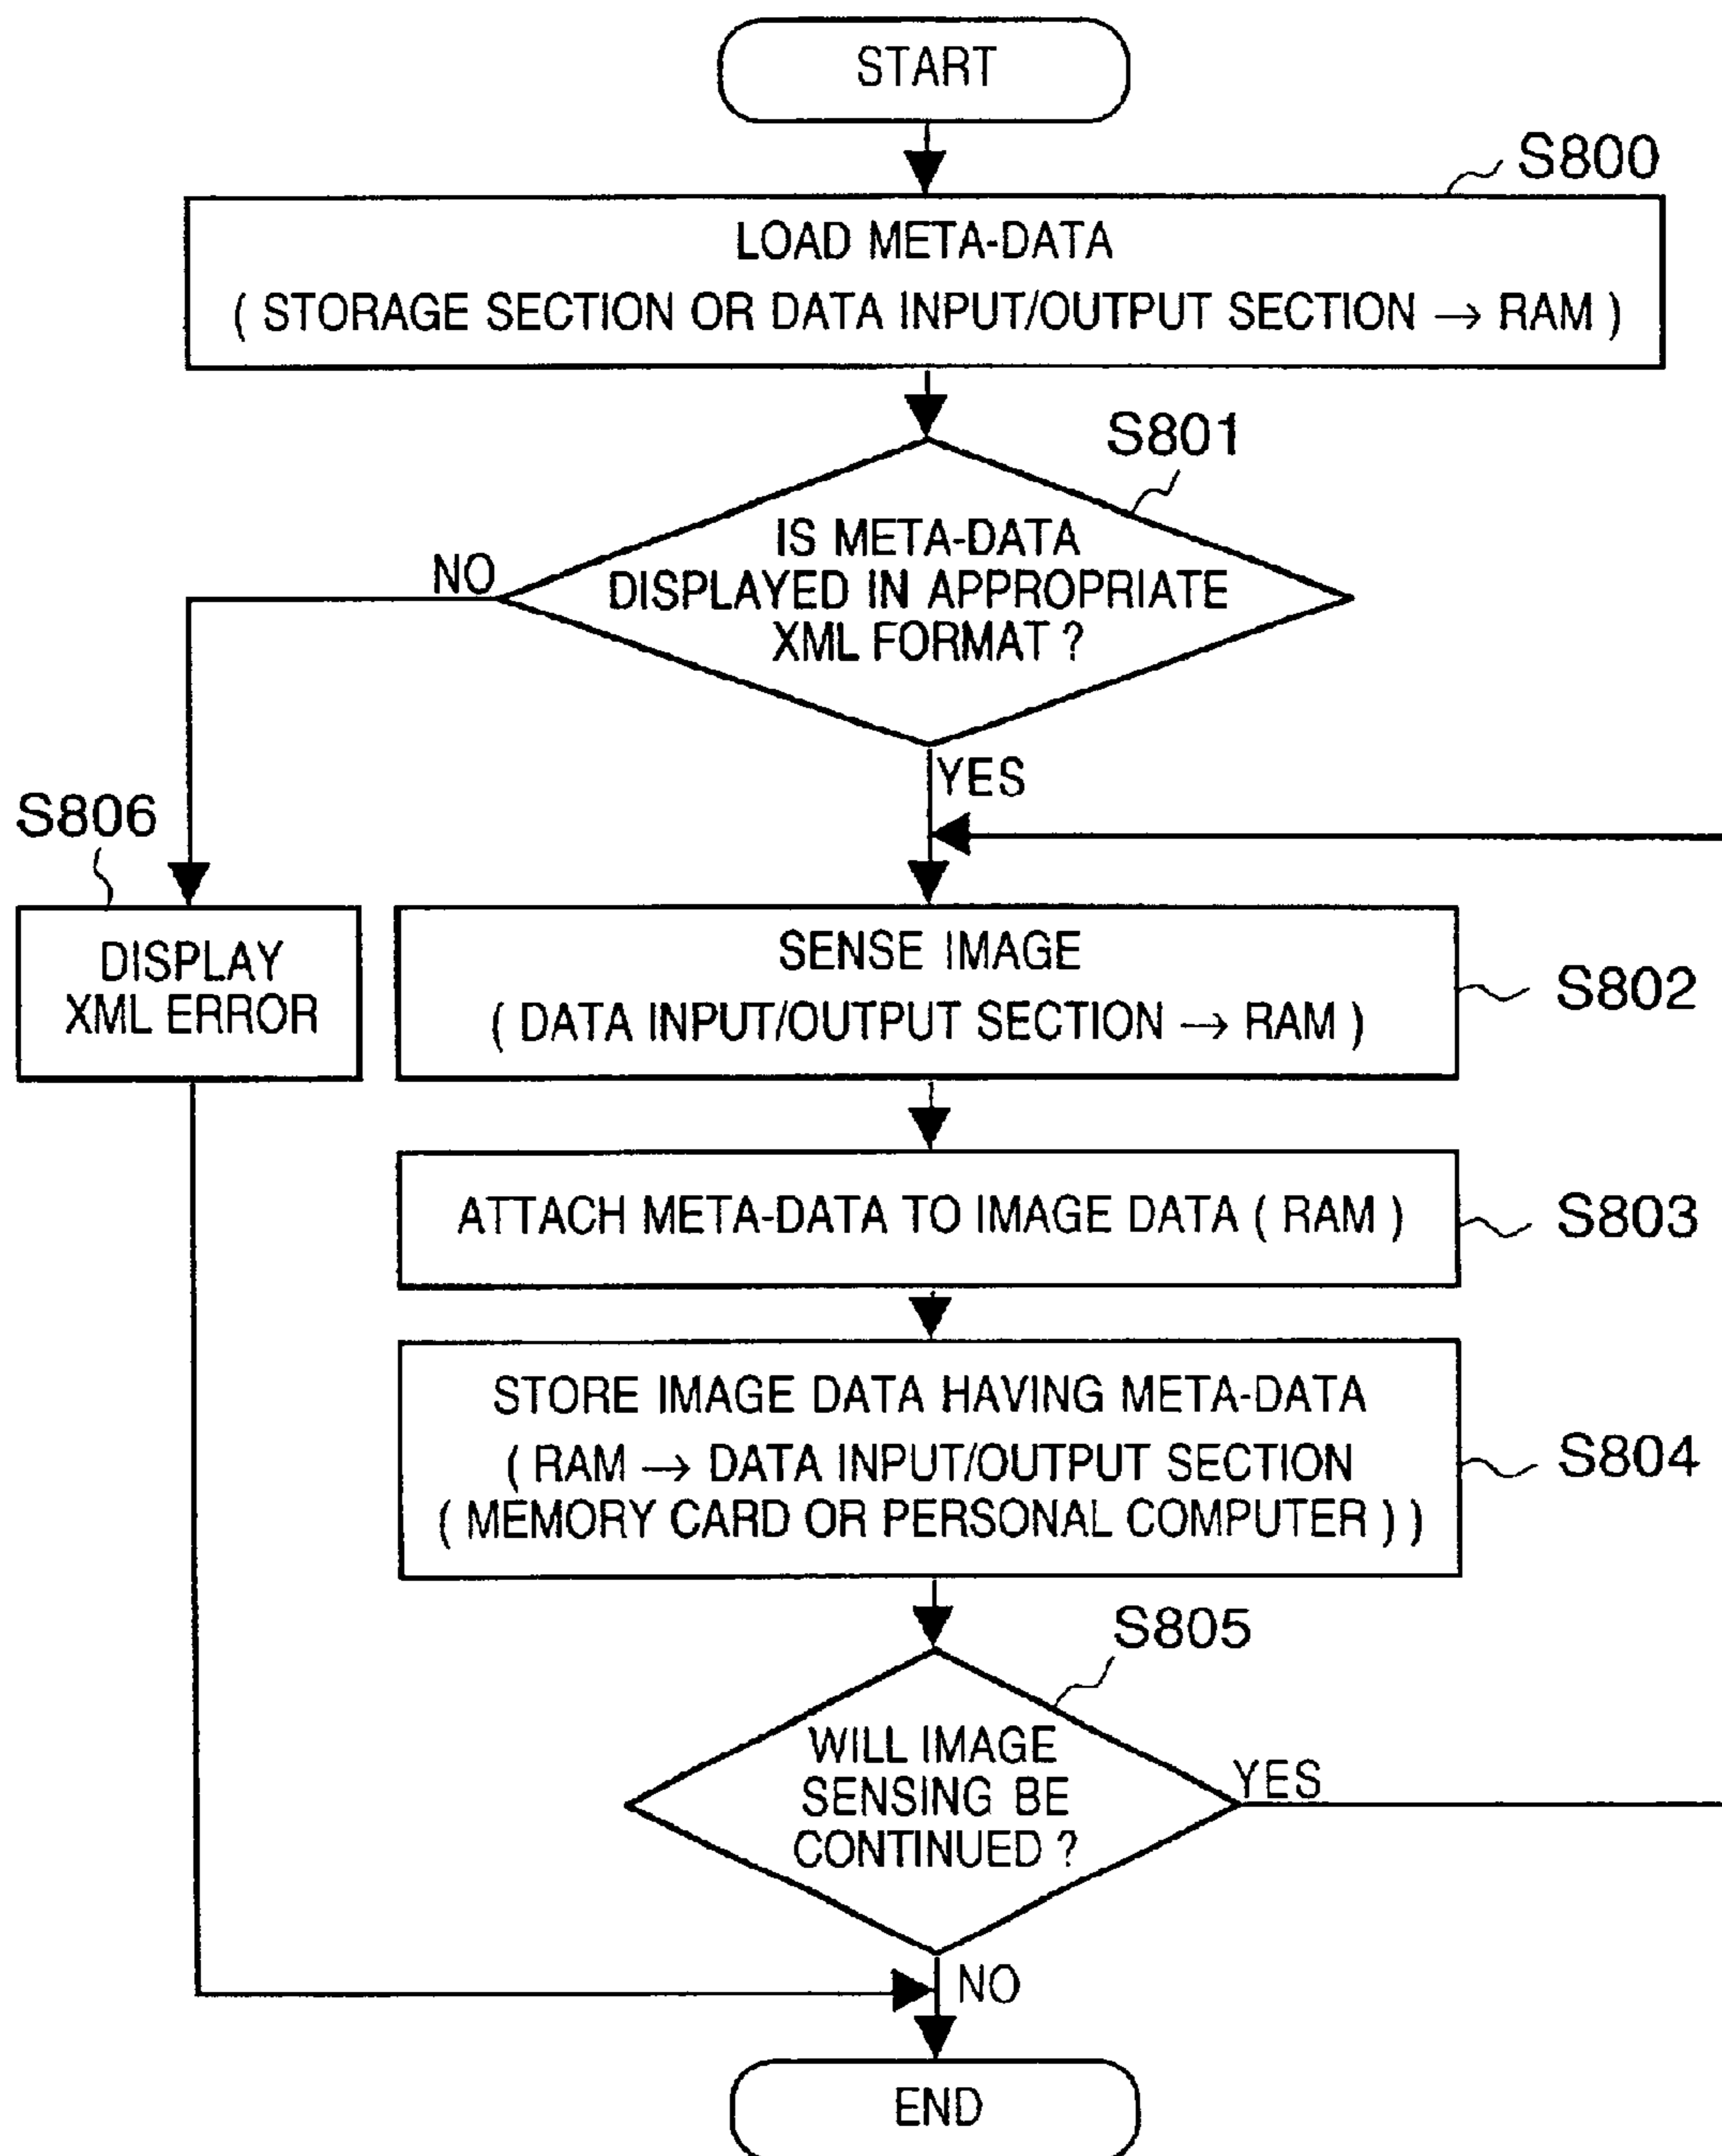 START
S800
LOAD META-DATA
( STORAGE SECTION OR DATA INPUT/OUTPUT SECTION → RAM )
S801
IS META-DATA
DISPLAYED IN APPROPRIATE
XML FORMAT ?
NO
YES
S806
DISPLAY
XML ERROR
SENSE IMAGE
( DATA INPUT/OUTPUT SECTION → RAM )
S802
ATTACH META-DATA TO IMAGE DATA ( RAM )
S803
STORE IMAGE DATA HAVING META-DATA
( RAM → DATA INPUT/OUTPUT SECTION
( MEMORY CARD OR PERSONAL COMPUTER ) )
S804
S805
WILL IMAGE
SENSING BE
CONTINUED ?
YES
NO
END